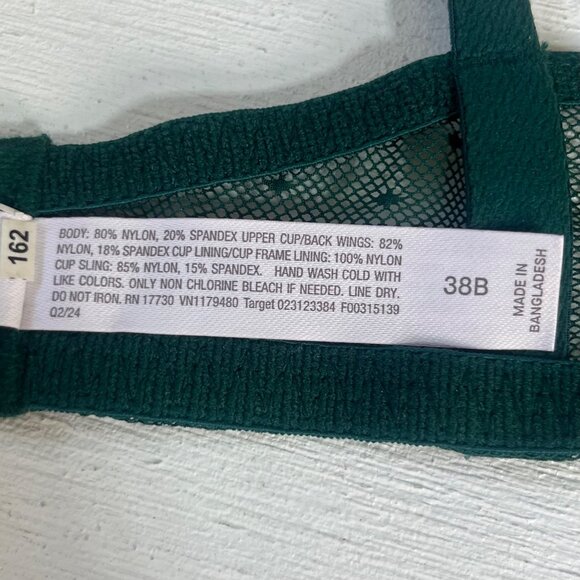 162
BODY: 80% NYLON, 20% SPANDEX UPPER CUP/BACK WINGS: 82%
NYLON, 18% SPANDEX CUP LINING/CUP FRAME LINING: 100% NYLON
CUP SLING: 85% NYLON, 15% SPANDEX. HAND WASH COLD WITH
LIKE COLORS. ONLY NON CHLORINE BLEACH IF NEEDED. LINE DRY.
DO NOT IRON. RN 17730 VN1179480 Target 023123384 F00315139
Q2/24
38B
MADE IN
BANGLADESH